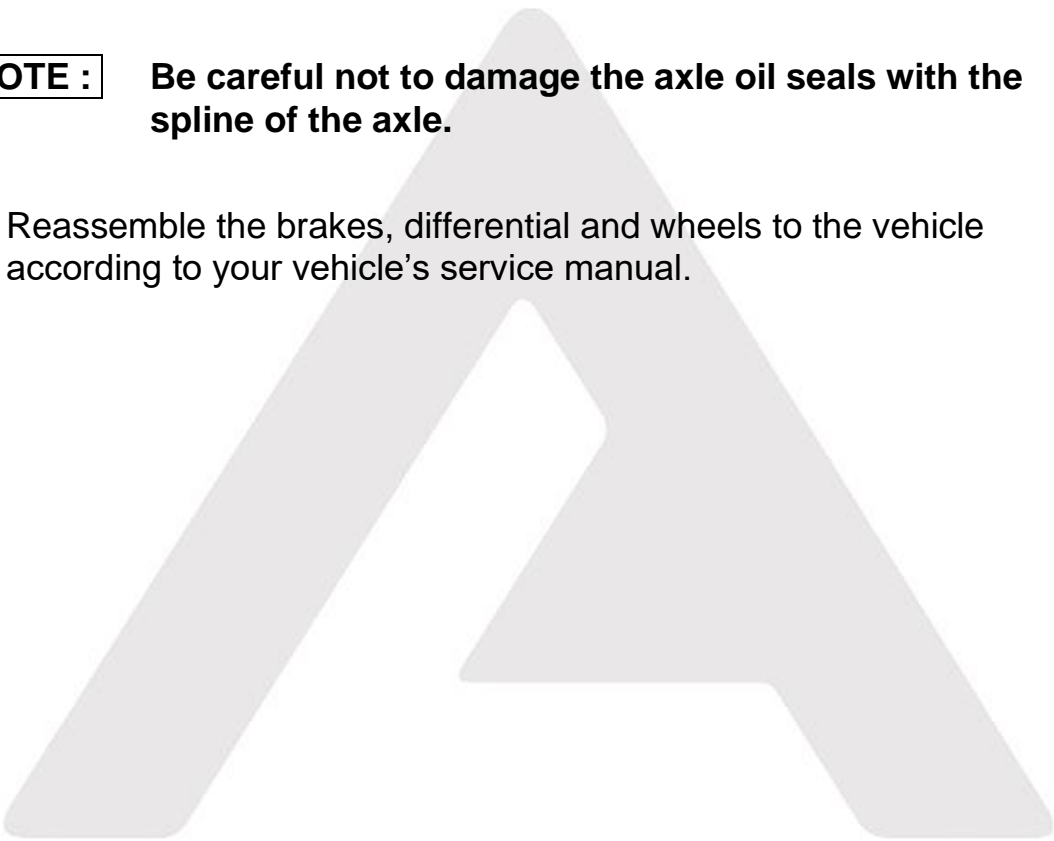 OTE : Be careful not to damage the axle oil seals with the
spline of the axle.
Reassemble the brakes, differential and wheels to the vehicle
according to your vehicle’s service manual.